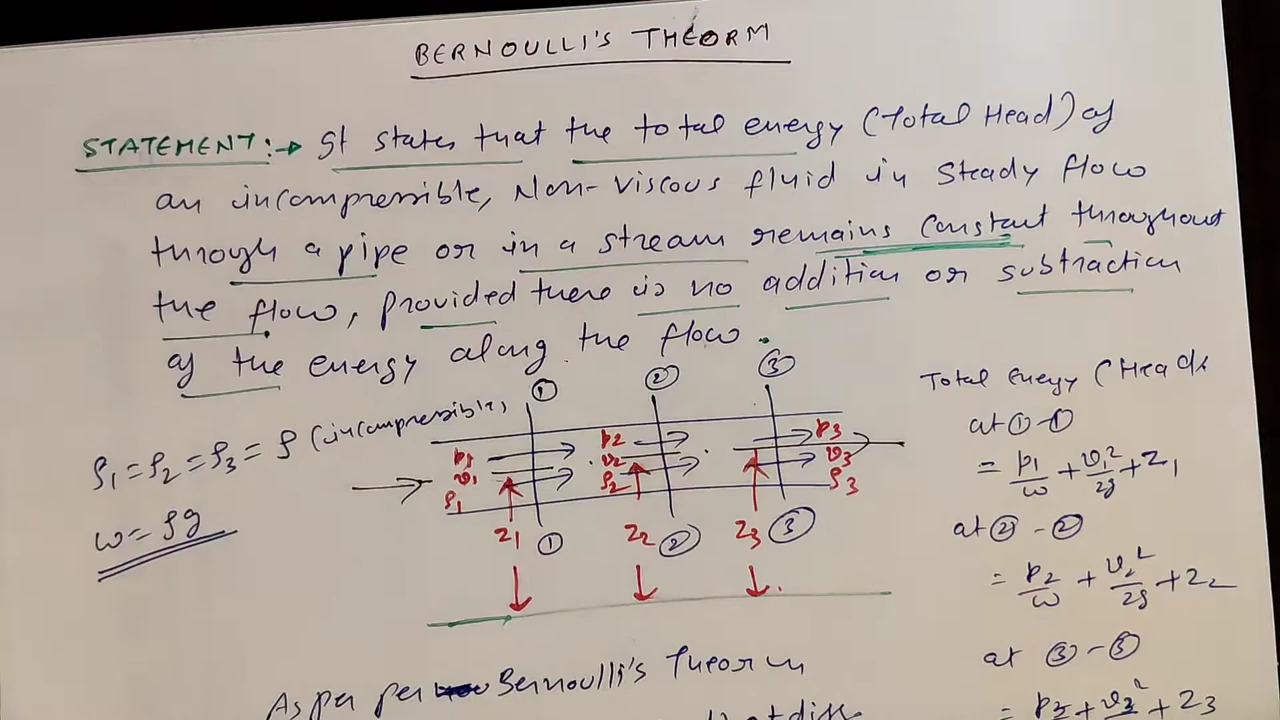 BERNOULLI'S THEORM
STATEMENT:→ It states that the total energy (Total Head) of
an incompressible, Non-viscous fluid in steady flow
through a pipe or in a stream remains constant throughout
the flow, provided there is no addition or subtraction
of the energy along the flow.
① ② ③
ρ1 = ρ2 = ρ3 = ρ (incompressible)
w = ρg
p1 v1 ρ1
p2 v2 ρ2
p3 v3 ρ3
z1 ① z2 ② z3 ③
Total Energy (Heads
at ①-①
= p1/w + v1²/2g + z1
at ② - ②
= p2/w + v2²/2g + z2
at ③ - ③
= p3 + v3² + z3
As per per Bernoulli's Theorm